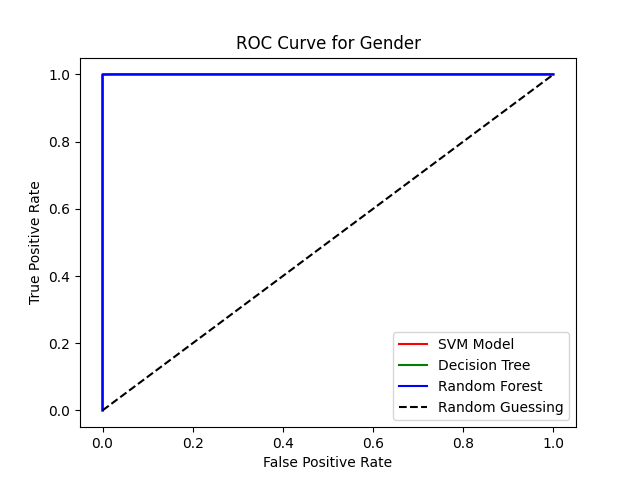 ROC Curve for Gender
True Positive Rate
1.0
0.8
0.6
0.4
0.2
0.0
SVM Model
Decision Tree
Random Forest
Random Guessing
0.0 0.2 0.4 0.6 0.8 1.0
False Positive Rate